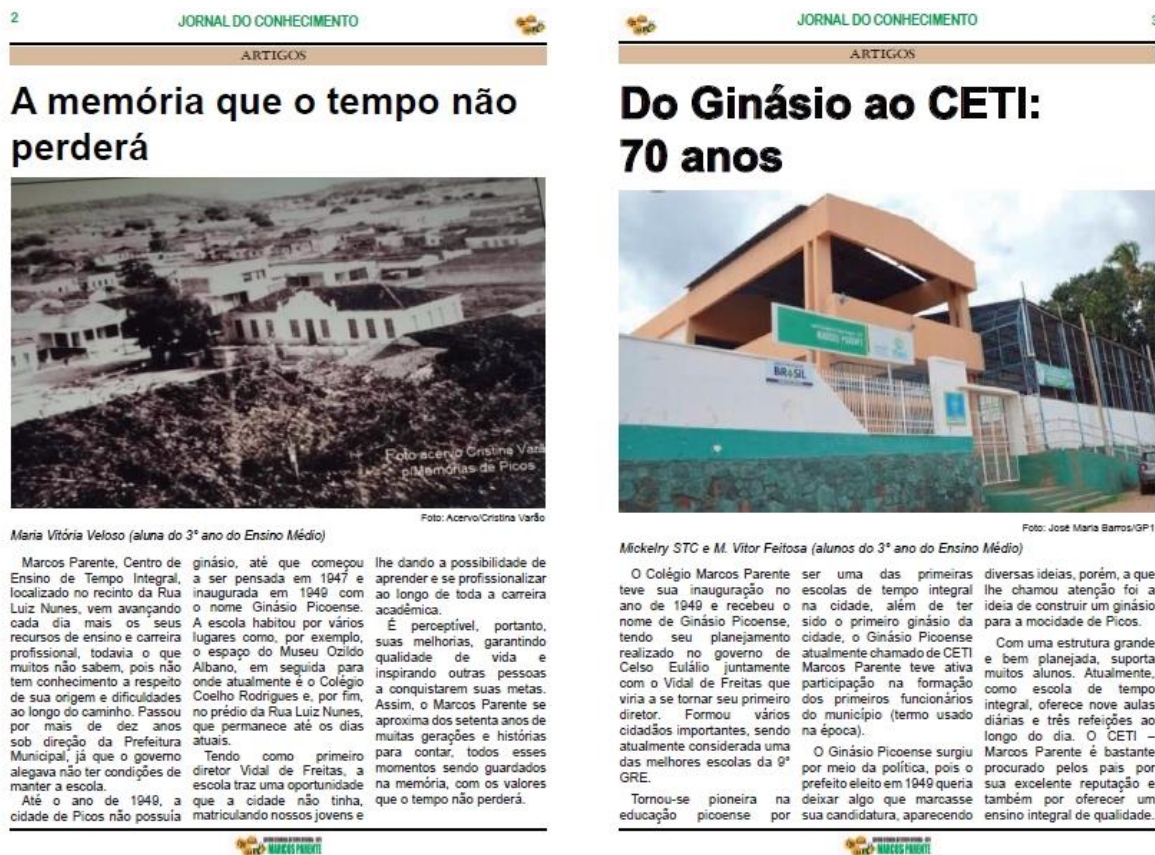 2
JORNAL DO CONHECIMENTO
ARTIGOS
A memória que o tempo não
perderá
Foto acervo Cristina Varã
p/Memórias de Picos
Foto: Acervo/Cristina Varão
Maria Vitória Veloso (aluna do 3° ano do Ensino Médio)
Marcos Parente, Centro de
Ensino de Tempo Integral,
localizado no recinto da Rua
Luiz Nunes, vem avançando
cada dia mais os seus
recursos de ensino e carreira
profissional, todavia o que
muitos não sabem, pois não
tem conhecimento a respeito
de sua origem e dificuldades
ao longo do caminho. Passou
por mais de dez anos
sob direção da Prefeitura
Municipal, já que o governo
alegava não ter condições de
manter a escola.
Até o ano de 1949, a
cidade de Picos não possuía
ginásio, até que começou
a ser pensada em 1947 e
inaugurada em 1949 com
o nome Ginásio Picoense.
A escola habitou por vários
lugares como, por exemplo,
o espaço do Museu Ozildo
Albano, em seguida para
onde atualmente é o Colégio
Coelho Rodrigues e, por fim,
no prédio da Rua Luiz Nunes,
que permanece até os dias
atuais.
Tendo como primeiro
diretor Vidal de Freitas, a
escola traz uma oportunidade
que a cidade não tinha,
matriculando nossos jovens e
lhe dando a possibilidade de
aprender e se profissionalizar
ao longo de toda a carreira
acadêmica.
É perceptível, portanto,
suas melhorias, garantindo
qualidade de vida e
inspirando outras pessoas
a conquistarem suas metas.
Assim, o Marcos Parente se
aproxima dos setenta anos de
muitas gerações e histórias
para contar, todos esses
momentos sendo guardados
na memória, com os valores
que o tempo não perderá.
MARCOS PARENTE
JORNAL DO CONHECIMENTO
3
ARTIGOS
Do Ginásio ao CETI:
70 anos
MARCOS PARENTE
BRASIL
Foto: José Maria Barros/GP1
Mickelry STC e M. Vitor Feitosa (alunos do 3° ano do Ensino Médio)
O Colégio Marcos Parente
teve sua inauguração no
ano de 1949 e recebeu o
nome de Ginásio Picoense,
tendo seu planejamento
realizado no governo de
Celso Eulálio juntamente
com o Vidal de Freitas que
viria a se tornar seu primeiro
diretor. Formou vários
cidadãos importantes, sendo
atualmente considerada uma
das melhores escolas da 9°
GRE.
Tornou-se pioneira na
educação picoense por
ser uma das primeiras
escolas de tempo integral
na cidade, além de ter
sido o primeiro ginásio da
cidade, o Ginásio Picoense
atualmente chamado de CETI
Marcos Parente teve ativa
participação na formação
dos primeiros funcionários
do município (termo usado
na época).
O Ginásio Picoense surgiu
por meio da política, pois o
prefeito eleito em 1949 queria
deixar algo que marcasse
sua candidatura, aparecendo
diversas ideias, porém, a que
lhe chamou atenção foi a
ideia de construir um ginásio
para a mocidade de Picos.
Com uma estrutura grande
e bem planejada, suporta
muitos alunos. Atualmente,
como escola de tempo
integral, oferece nove aulas
diárias e três refeições ao
longo do dia. O CETI –
Marcos Parente é bastante
procurado pelos pais por
sua excelente reputação e
também por oferecer um
ensino integral de qualidade.
MARCOS PARENTE